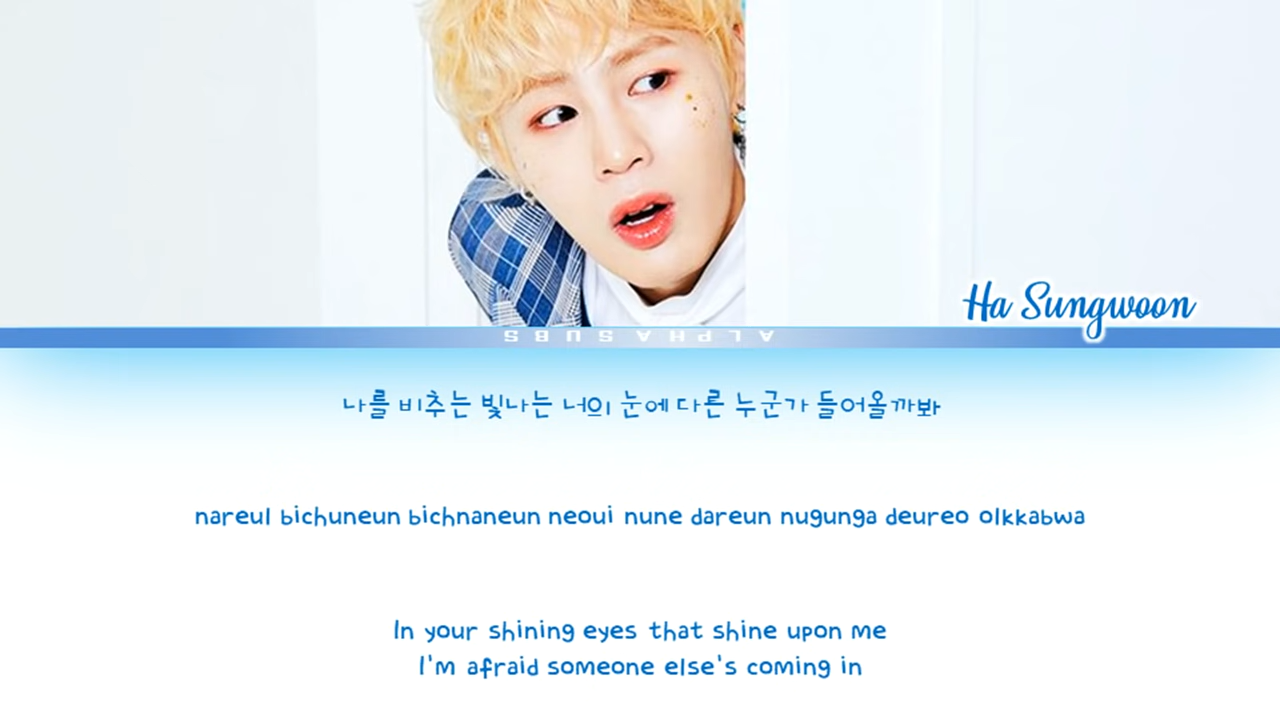 Ha Sungwoon
ALPHASUBS
나를 비추는 빛나는 너의 눈에 다른 누군가 들어올까봐
nareul bichuneun bichnaneun neoui nune dareun nugunga deureo olkkabwa
In your shining eyes that shine upon me
I'm afraid someone else's coming in